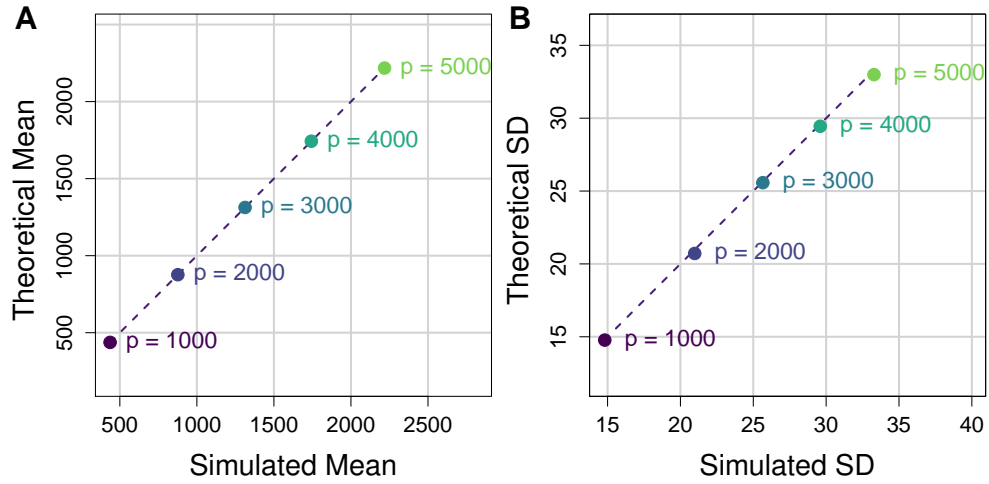 A
Theoretical Mean
2000
1500
1000
500
p = 5000
p = 4000
p = 3000
p = 2000
p = 1000
500 1000 1500 2000 2500
Simulated Mean
B
Theoretical SD
35
30
25
20
15
p = 5000
p = 4000
p = 3000
p = 2000
p = 1000
15 20 25 30 35 40
Simulated SD